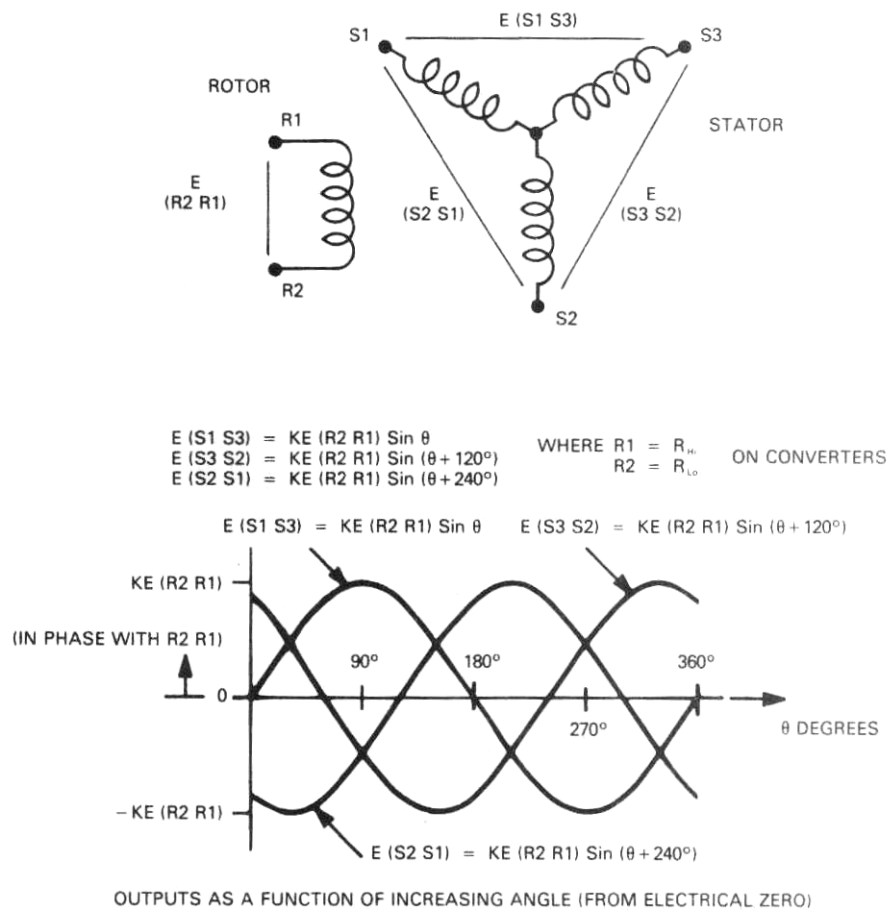 E (S1 S3)
S1
S3
ROTOR
R1
STATOR
E
(R2 R1)
E
(S2 S1)
E
(S3 S2)
R2
S2
E (S1 S3) = KE (R2 R1) Sin θ
E (S3 S2) = KE (R2 R1) Sin (θ + 120°)
E (S2 S1) = KE (R2 R1) Sin (θ + 240°)
WHERE R1 = R Hi
R2 = R Lo
ON CONVERTERS
E (S1 S3) = KE (R2 R1) Sin θ
E (S3 S2) = KE (R2 R1) Sin (θ + 120°)
KE (R2 R1)
(IN PHASE WITH R2 R1)
90°
180°
360°
0
270°
θ DEGREES
– KE (R2 R1)
E (S2 S1) = KE (R2 R1) Sin (θ + 240°)
OUTPUTS AS A FUNCTION OF INCREASING ANGLE (FROM ELECTRICAL ZERO)